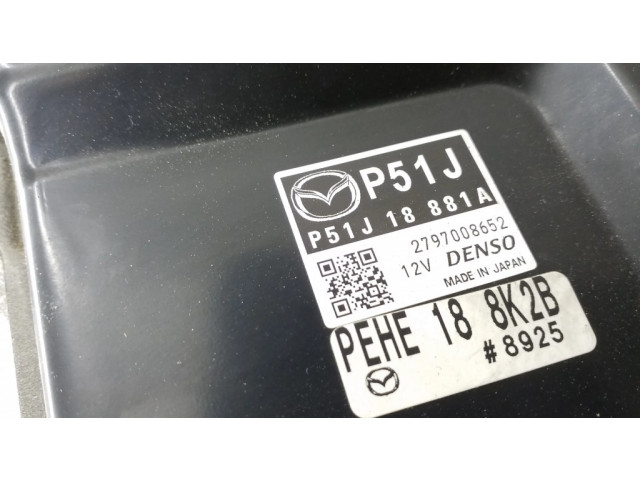 P51J
P51J 18 881A
2797008652
12V DENSO
MADE IN JAPAN
PEHE 18 8K2B
#8925